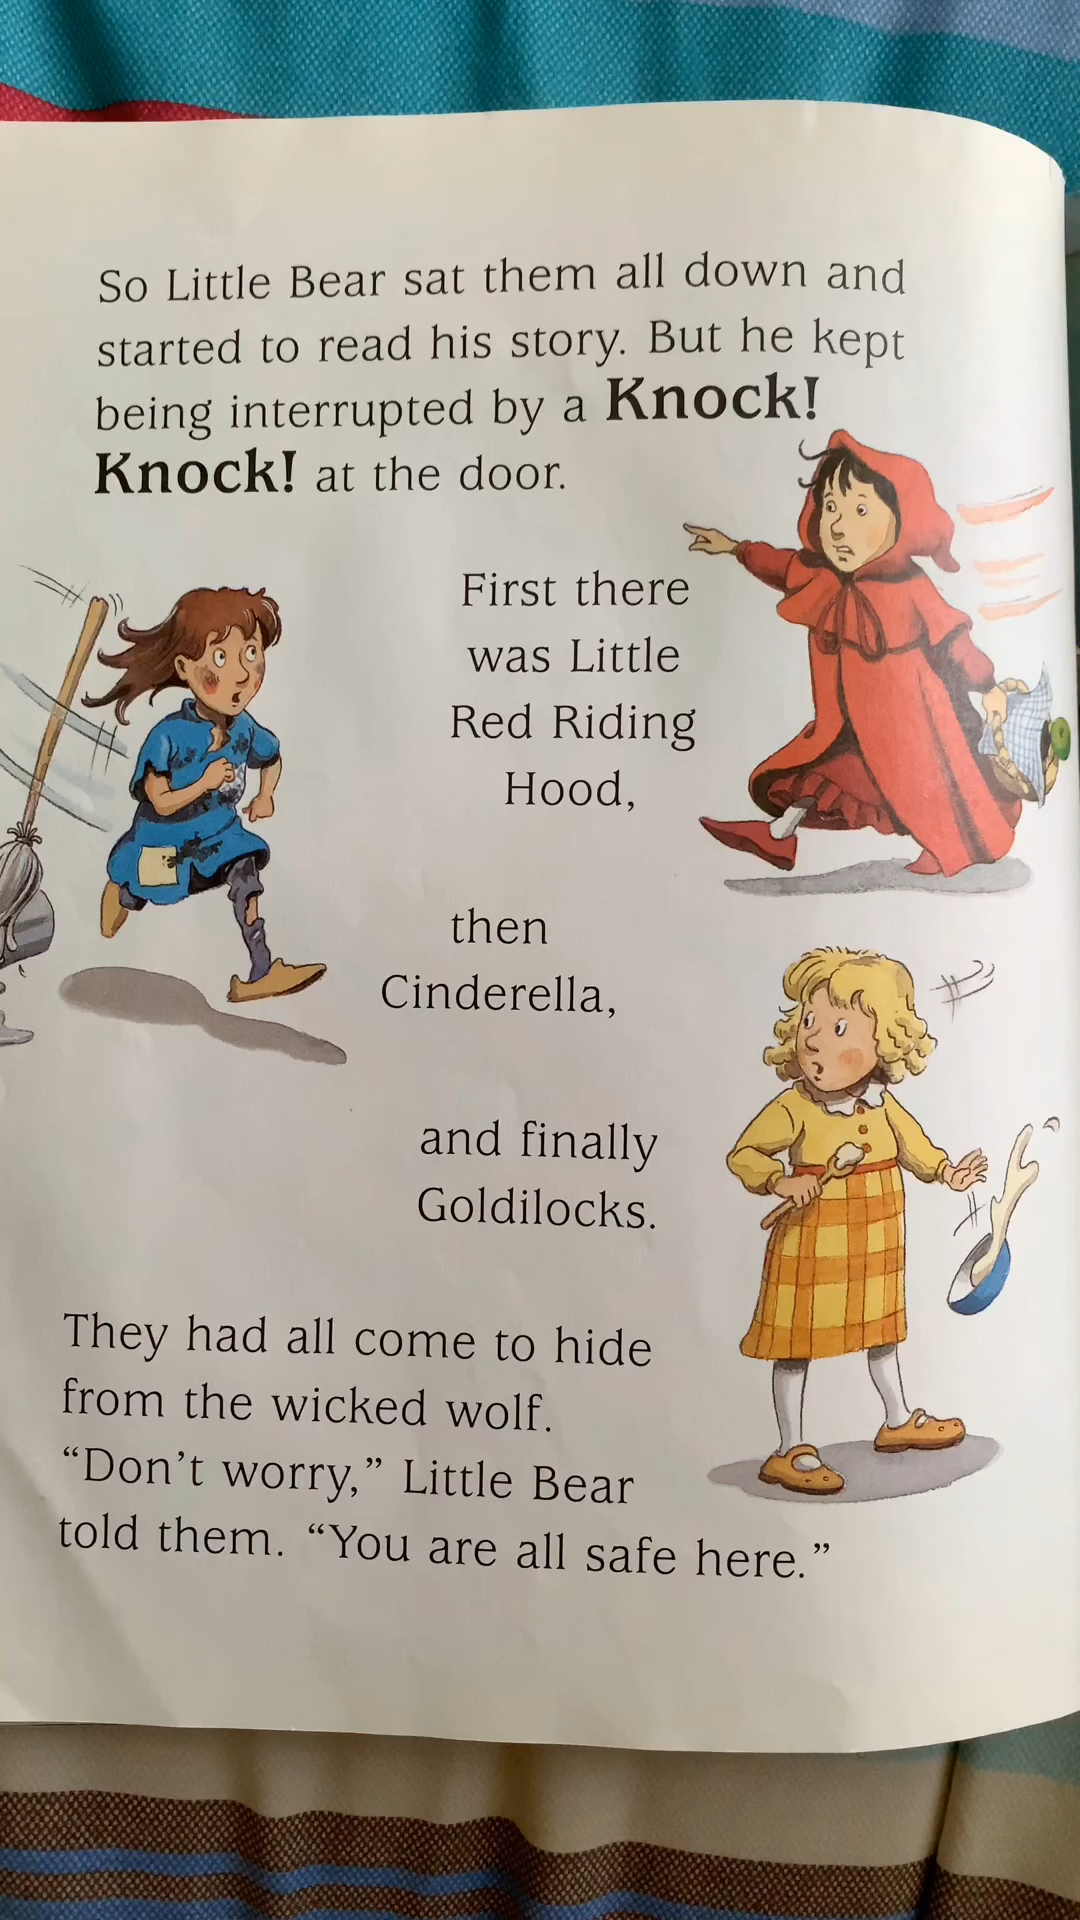 So Little Bear sat them all down and
started to read his story. But he kept
being interrupted by a Knock!
Knock! at the door.
First there
was Little
Red Riding
Hood,
then
Cinderella,
and finally
Goldilocks.
They had all come to hide
from the wicked wolf.
“Don’t worry,” Little Bear
told them. “You are all safe here.”